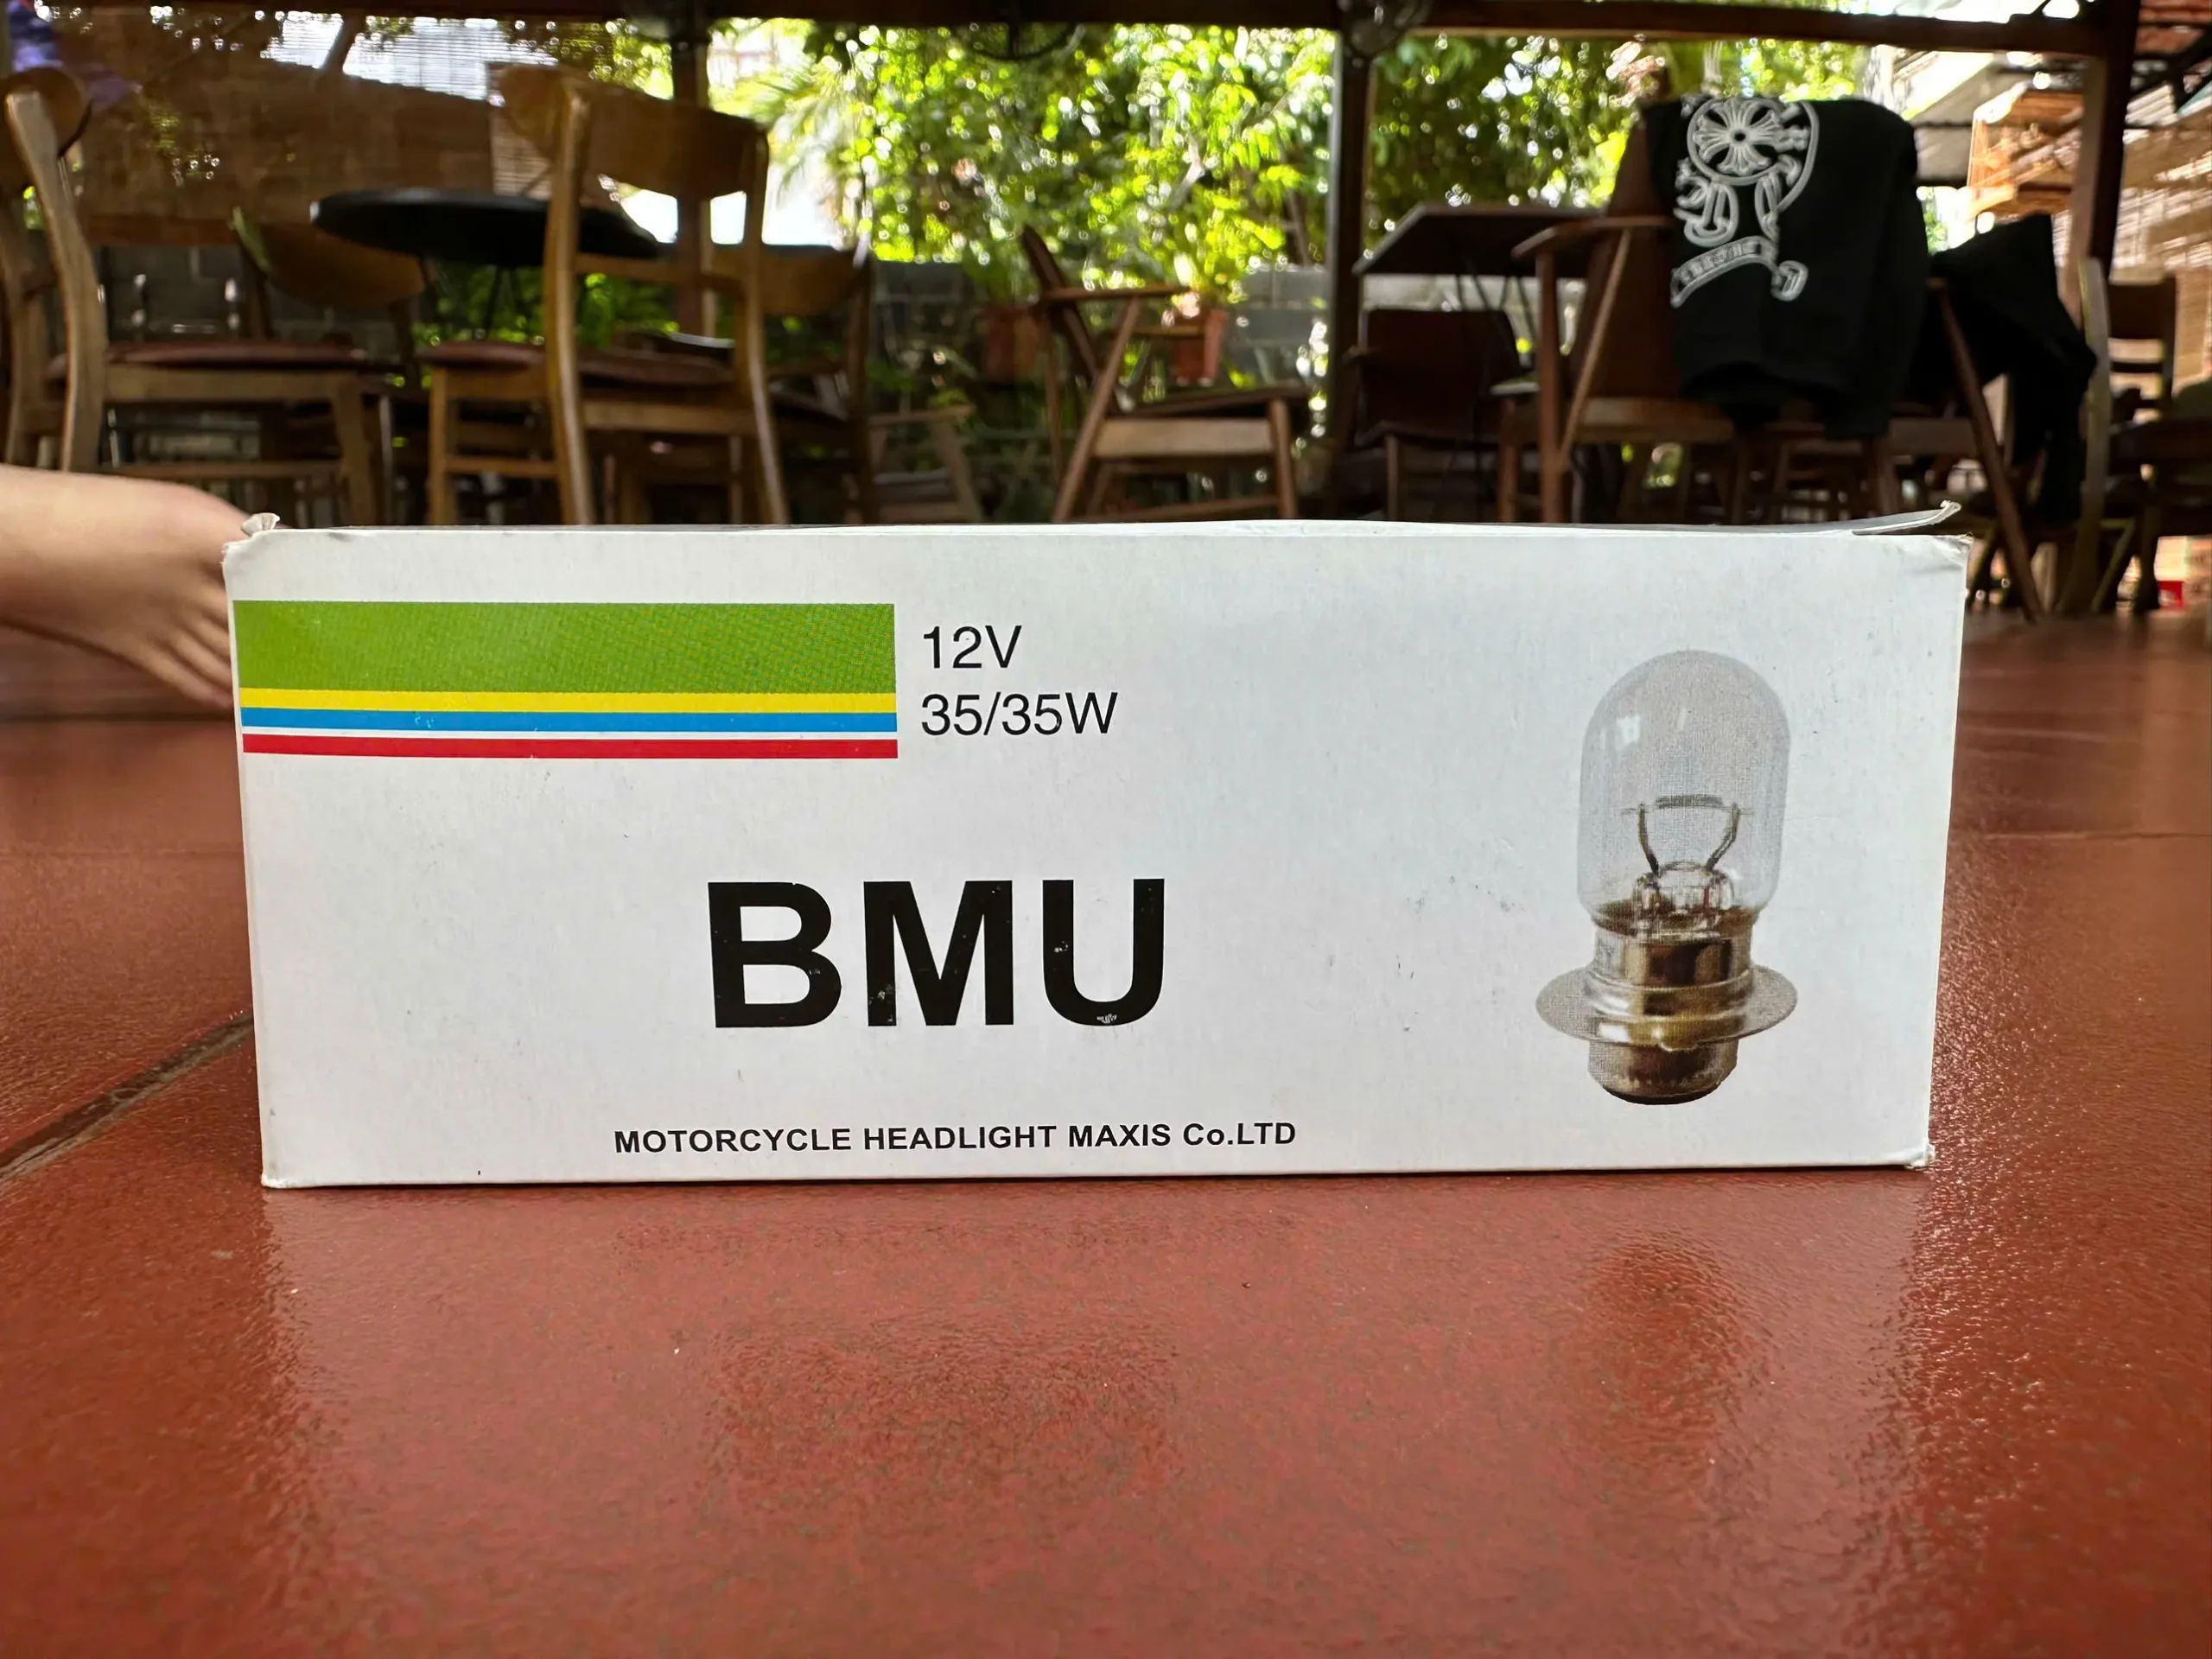 12V
35/35W
BMU
MOTORCYCLE HEADLIGHT MAXIS Co.LTD